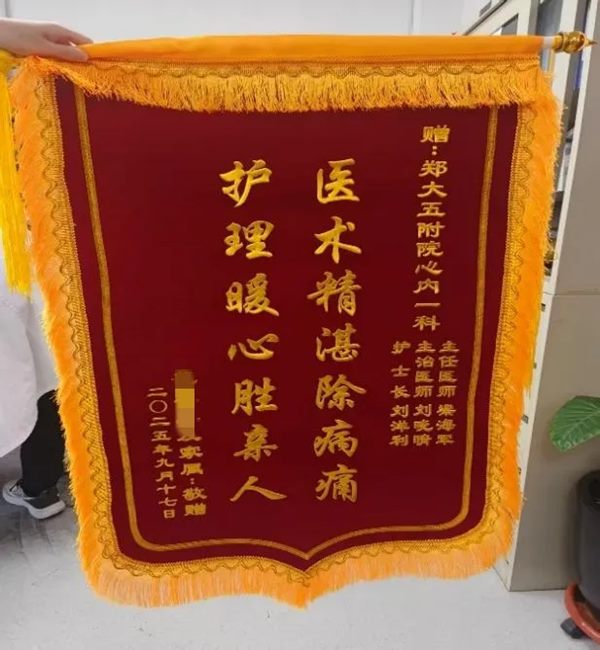 赠：郑大五附院心内一科
主任医师 梁海军
主治医师 刘晓晴
护士长 刘洋利
医术精湛除病痛
护理暖心胜亲人
及家属：敬赠
二〇二五年九月十七日